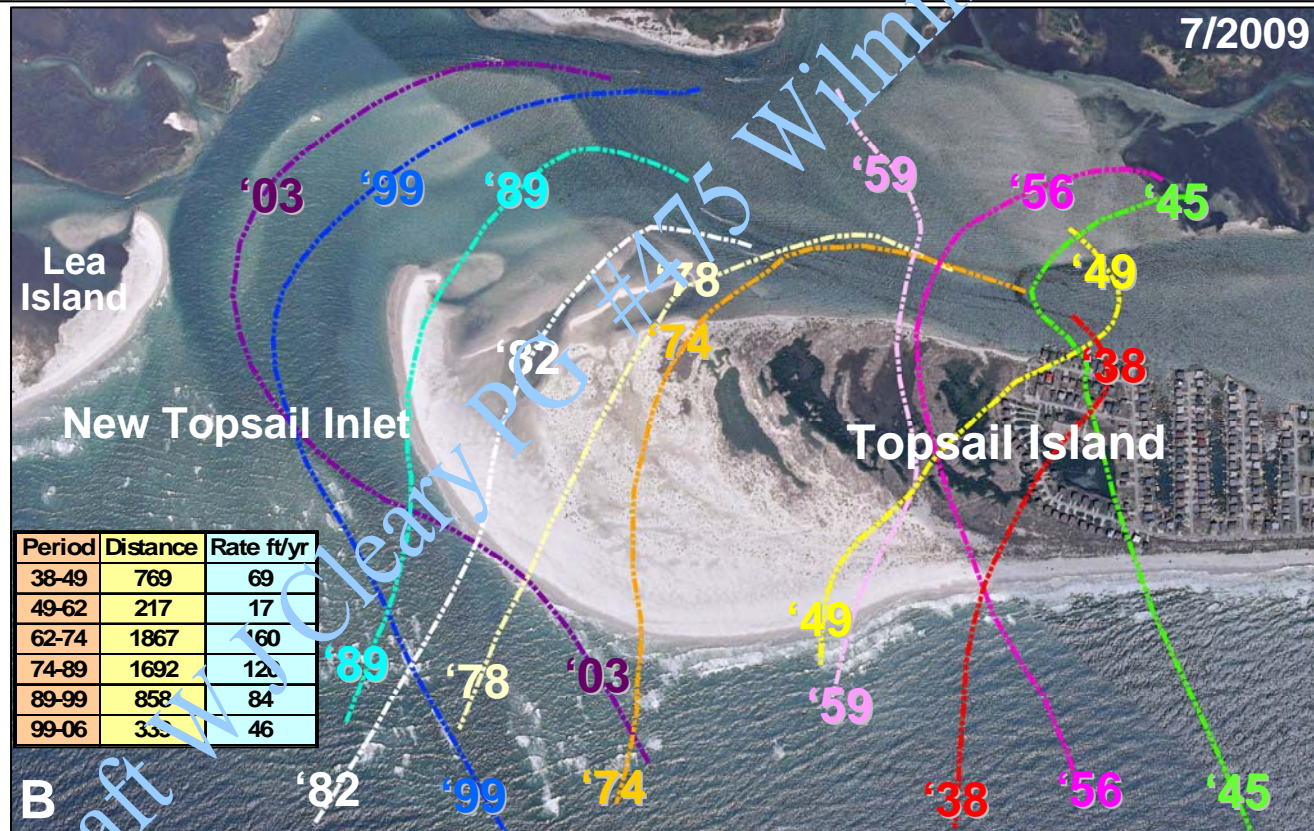 7/2009
'03
'99
'89
'59
'56
'45
'49
'78
'82
'74
'38
Lea
Island
New Topsail Inlet
Topsail Island
Period Distance Rate ft/yr
38-49 769 69
49-62 217 17
62-74 1867 160
74-89 1692
89-99 858 84
99-06 46
'89
'78
'03
'49
'59
'82
'99
'74
'38
'56
'45
B
W J Cleary PG #475